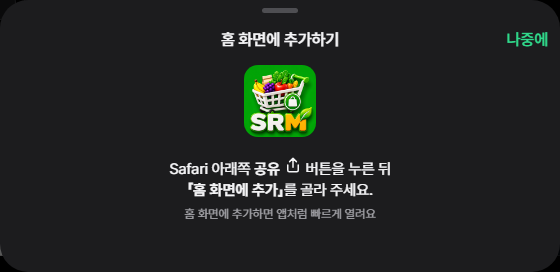 홈 화면에 추가하기
나중에
SRM
Safari 아래쪽 공유 버튼을 누른 뒤
「홈 화면에 추가」를 골라 주세요.
홈 화면에 추가하면 앱처럼 빠르게 열려요